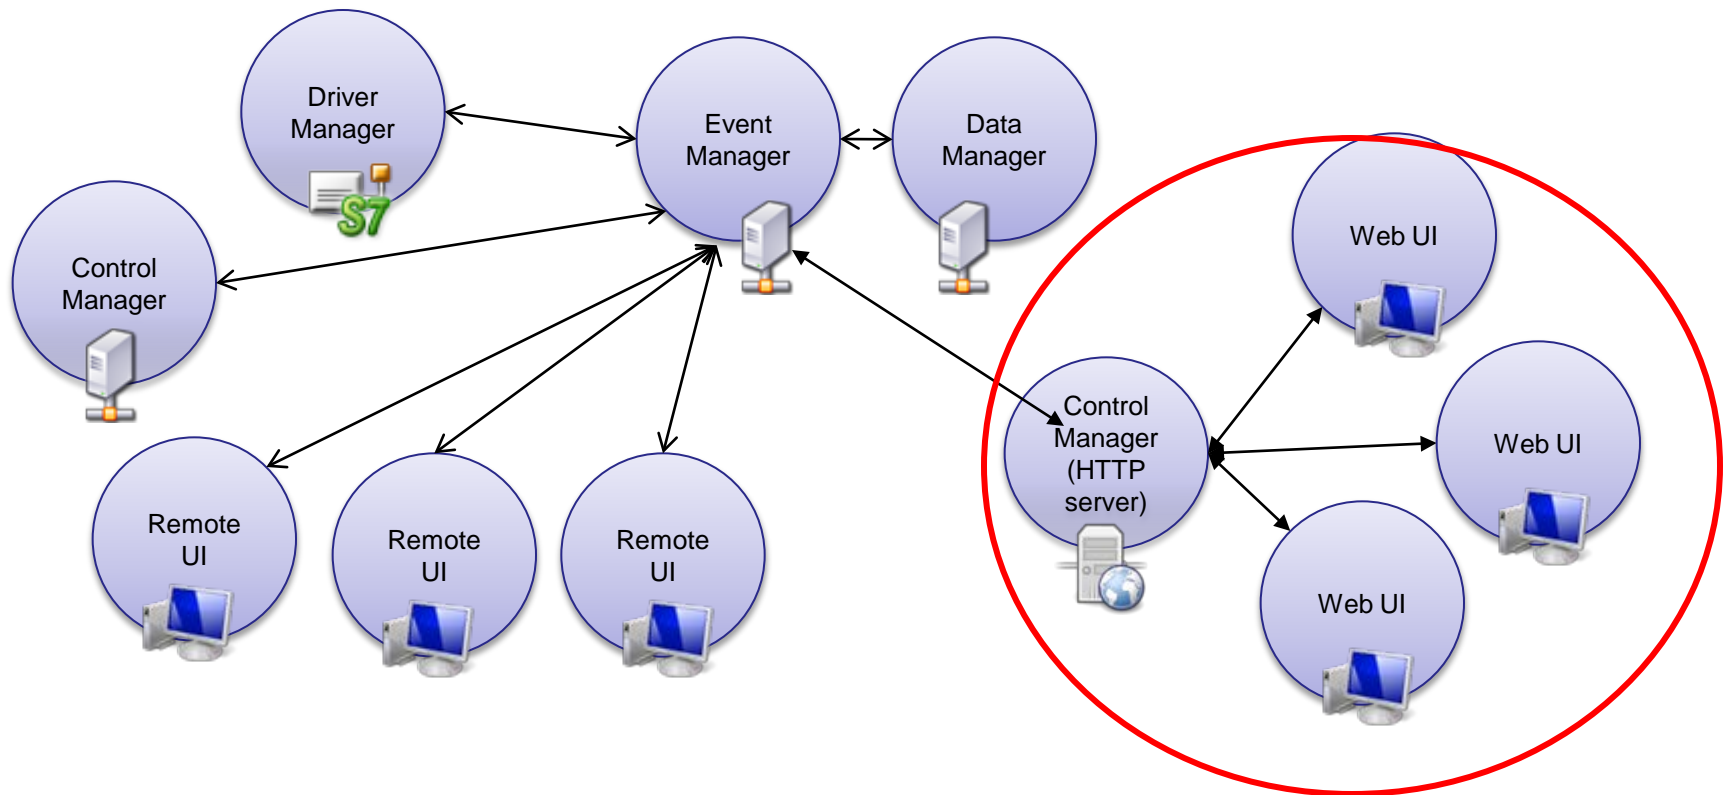 Driver
Manager
S7
Event
Manager
Data
Manager
Web UI
Control
Manager
Control
Manager
(HTTP
server)
Web UI
Remote
UI
Remote
UI
Remote
UI
Web UI